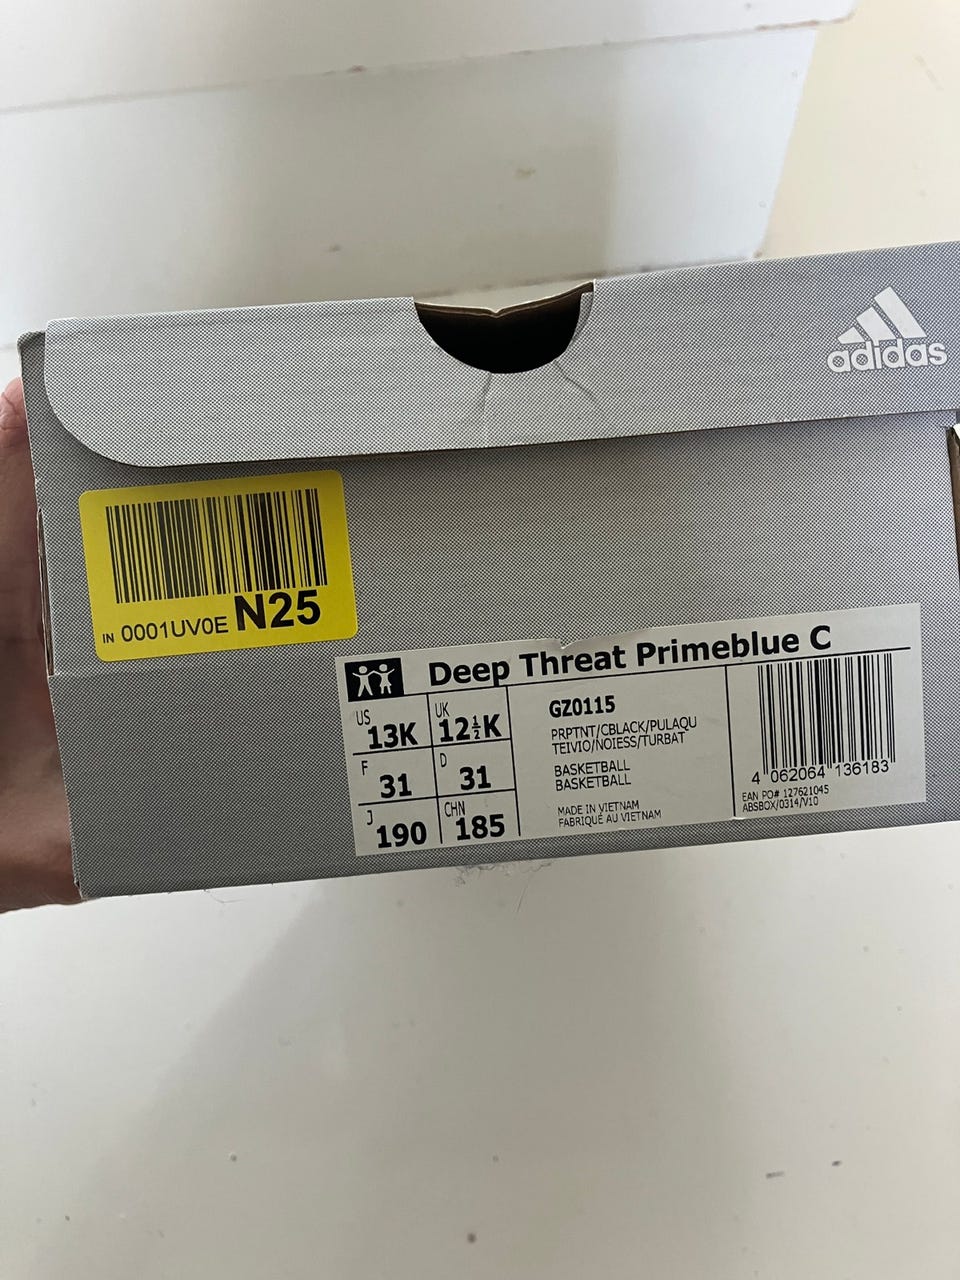 adidas
IN 0001UV0E N25
Deep Threat Primeblue C
US 13K UK 12½K
F 31 D 31
J 190 CHN 185
GZ0115
PRPTNT/CBLACK/PULAQU
TEIVIO/NOIESS/TURBAT
BASKETBALL
BASKETBALL
MADE IN VIETNAM
FABRIQUÉ AU VIETNAM
4 062064 136183
EAN PO# 127621045
ABSBOX/0314/V10